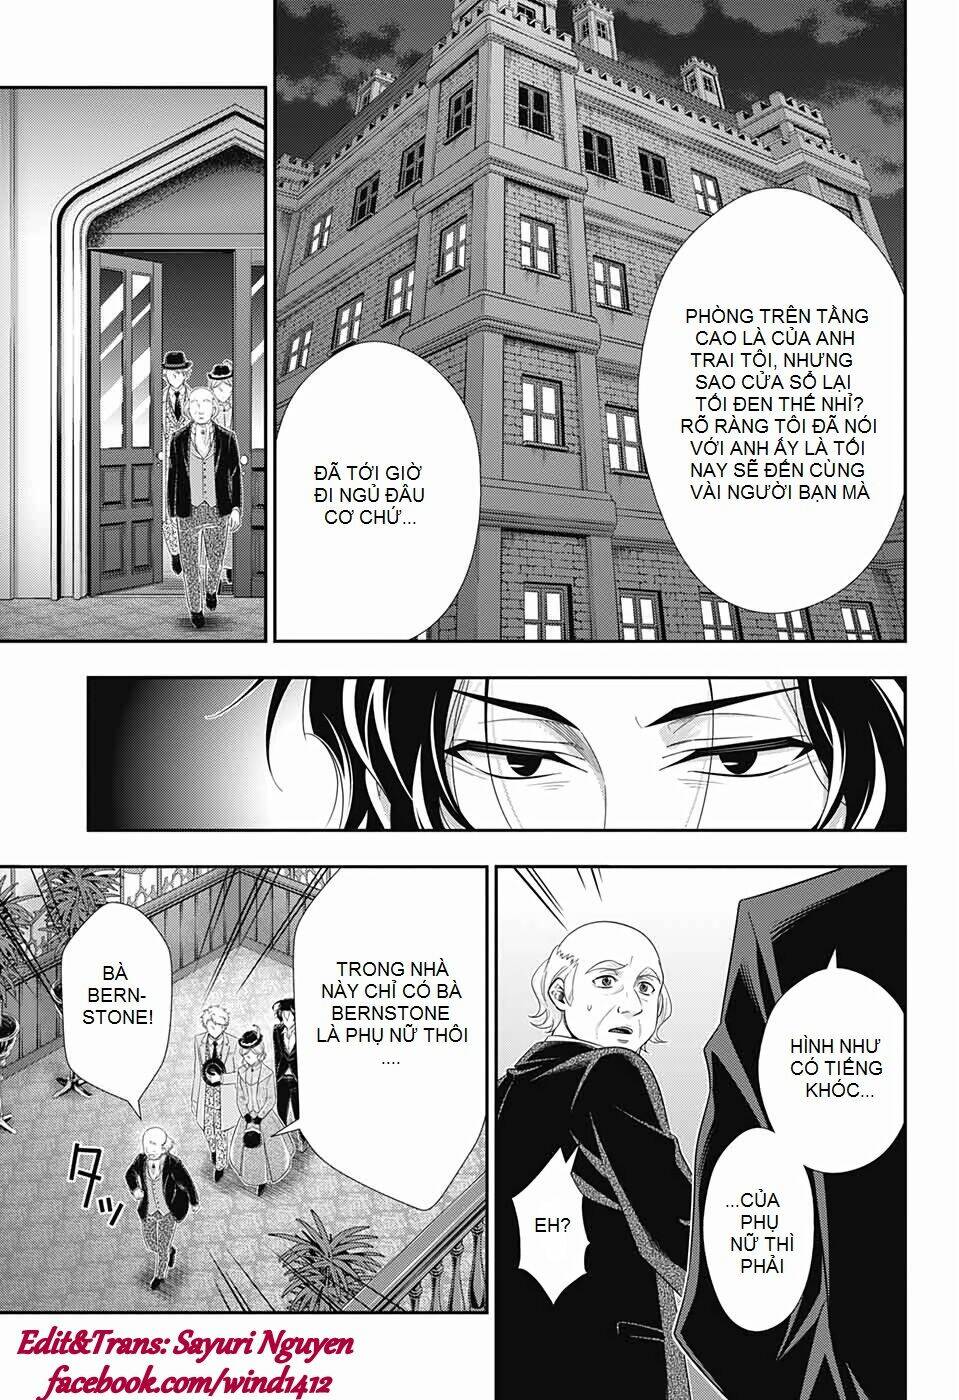 PHÒNG TRÊN TẦNG
CAO LÀ CỦA ANH
TRAI TÔI, NHƯNG
SAO CỬA SỔ LẠI
TỐI ĐEN THẾ NHỈ?
RÕ RÀNG TÔI ĐÃ NÓI
VỚI ANH ẤY LÀ TỐI
NAY SẼ ĐẾN CÙNG
VÀI NGƯỜI BẠN MÀ
ĐÃ TỚI GIỜ
ĐI NGỦ ĐÂU
CƠ CHỨ...
HÌNH NHƯ
CÓ TIẾNG
KHÓC...
...CỦA
PHỤ
NỮ THÌ
PHẢI
EH?
TRONG NHÀ
NÀY CHỈ CÓ BÀ
BERNSTONE
LÀ PHỤ NỮ THÔI
....
BÀ
BERN-
STONE!
タッ
Edit&Trans: Sayuri Nguyen
facebook.com/wind1412